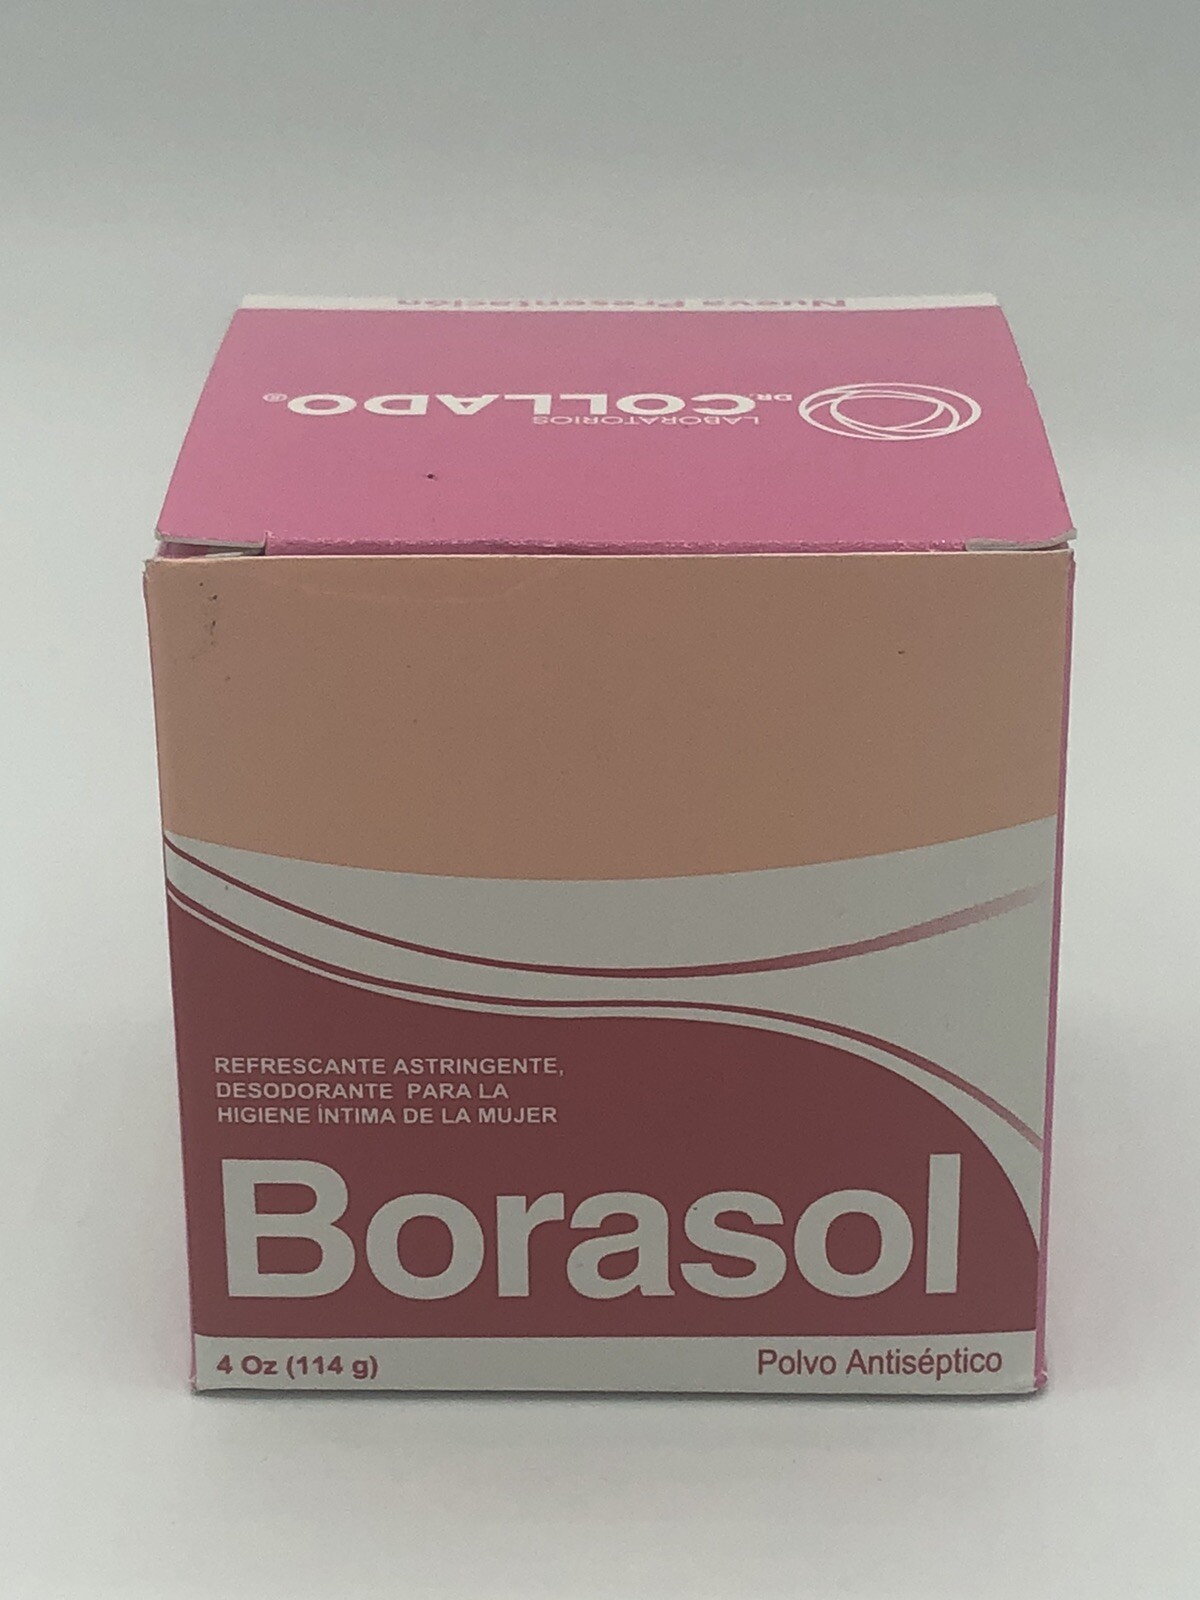 Nueva Presentación
LABORATORIOS
DR. COLLADO®
REFRESCANTE ASTRINGENTE,
DESODORANTE PARA LA
HIGIENE ÍNTIMA DE LA MUJER
Borasol
4 Oz (114 g)
Polvo Antiséptico